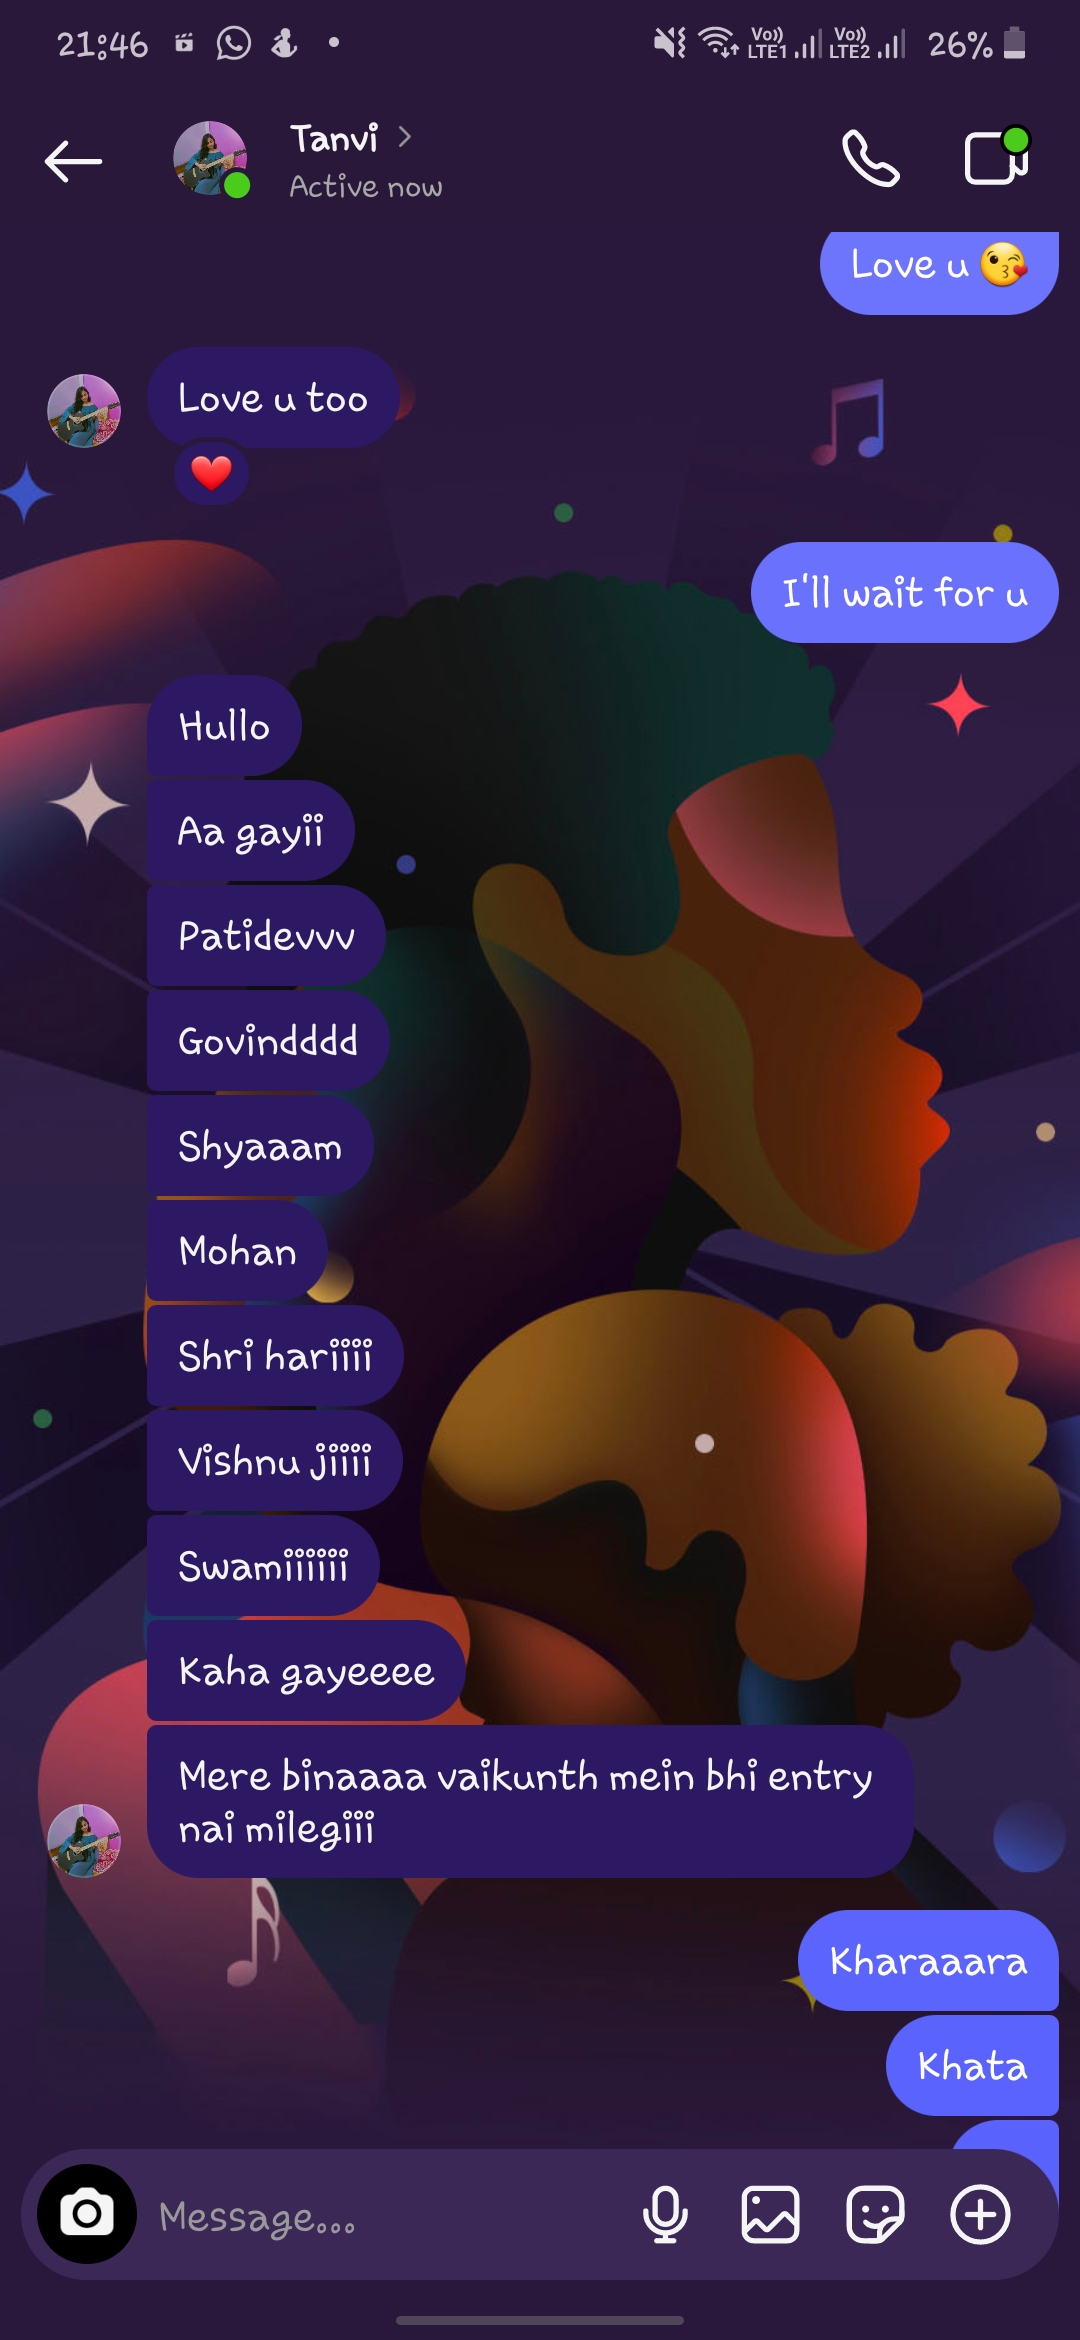 21:46
Vo))
LTE1
Vo))
LTE2
26%
Tanvi
Active now
Love u 😘
Love u too
❤️
I'll wait for u
Hullo
Aa gayii
Patidevvv
Govindddd
Shyaaam
Mohan
Shri hariiii
Vishnu jiiii
Swamiiiiii
Kaha gayeeee
Mere binaaaa vaikunth mein bhi entry
nai milegiii
Kharaaara
Khata
Message...